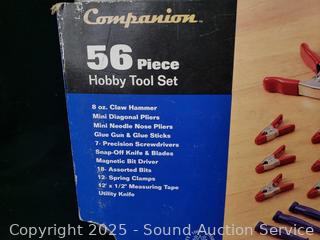 Companion™
56 Piece
Hobby Tool Set
8 oz. Claw Hammer
Mini Diagonal Pliers
Mini Needle Nose Pliers
Glue Gun & Glue Sticks
7- Precision Screwdrivers
Snap-Off Knife & Blades
Magnetic Bit Driver
18- Assorted Bits
12- Spring Clamps
12' x 1/2" Measuring Tape
Utility Knife
Copyright 2025 - Sound Auction Service